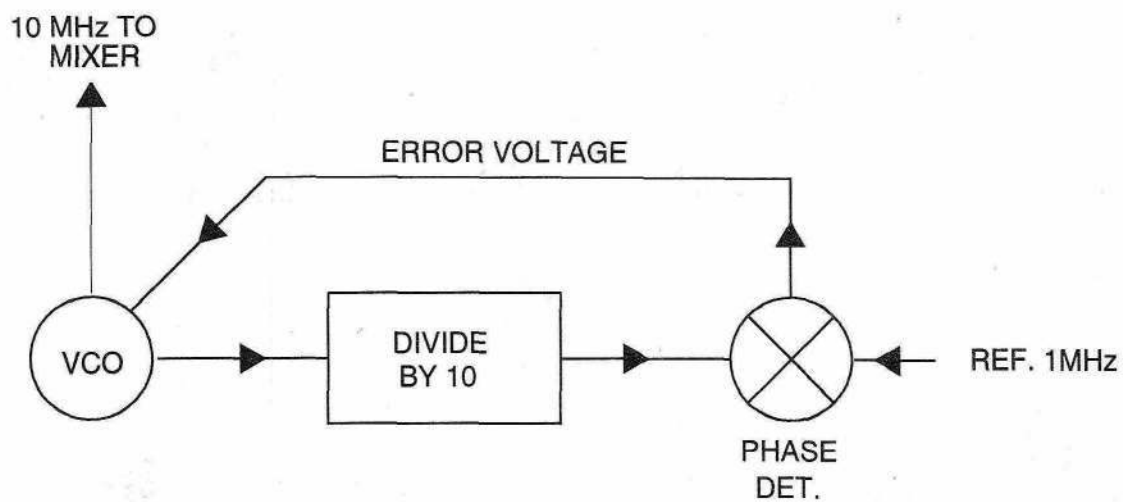 10 MHz TO
MIXER
ERROR VOLTAGE
VCO
DIVIDE
BY 10
REF. 1MHz
PHASE
DET.